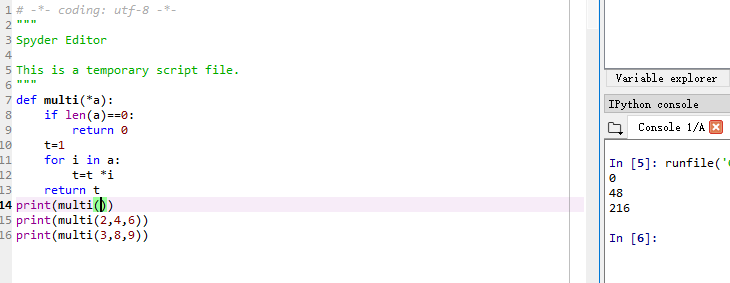 1 # -*- coding: utf-8 -*-
2 """
3 Spyder Editor
4
5 This is a temporary script file.
6 """
7 def multi(*a):
8     if len(a)==0:
9         return 0
10     t=1
11     for i in a:
12         t=t *i
13     return t
14 print(multi())
15 print(multi(2,4,6))
16 print(multi(3,8,9))
Variable explorer
IPython console
Console 1/A
In [5]: runfile('
0
48
216
In [6]: